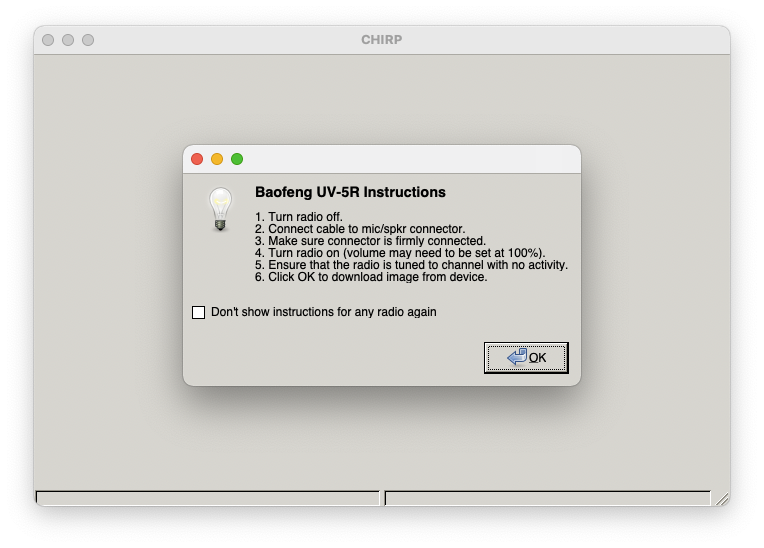 CHIRP
Baofeng UV-5R Instructions
1. Turn radio off.
2. Connect cable to mic/spkr connector.
3. Make sure connector is firmly connected.
4. Turn radio on (volume may need to be set at 100%).
5. Ensure that the radio is tuned to channel with no activity.
6. Click OK to download image from device.
Don't show instructions for any radio again
OK